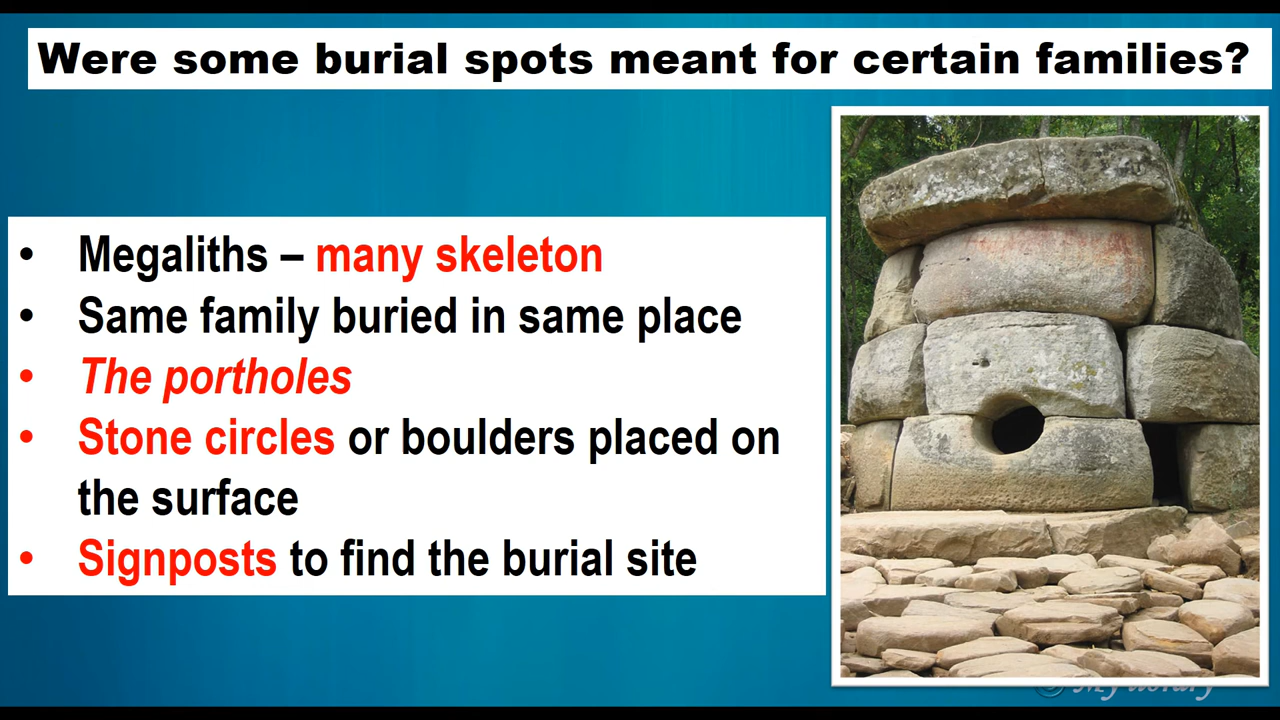 Were some burial spots meant for certain families?
• Megaliths – many skeleton
• Same family buried in same place
• The portholes
• Stone circles or boulders placed on
the surface
• Signposts to find the burial site